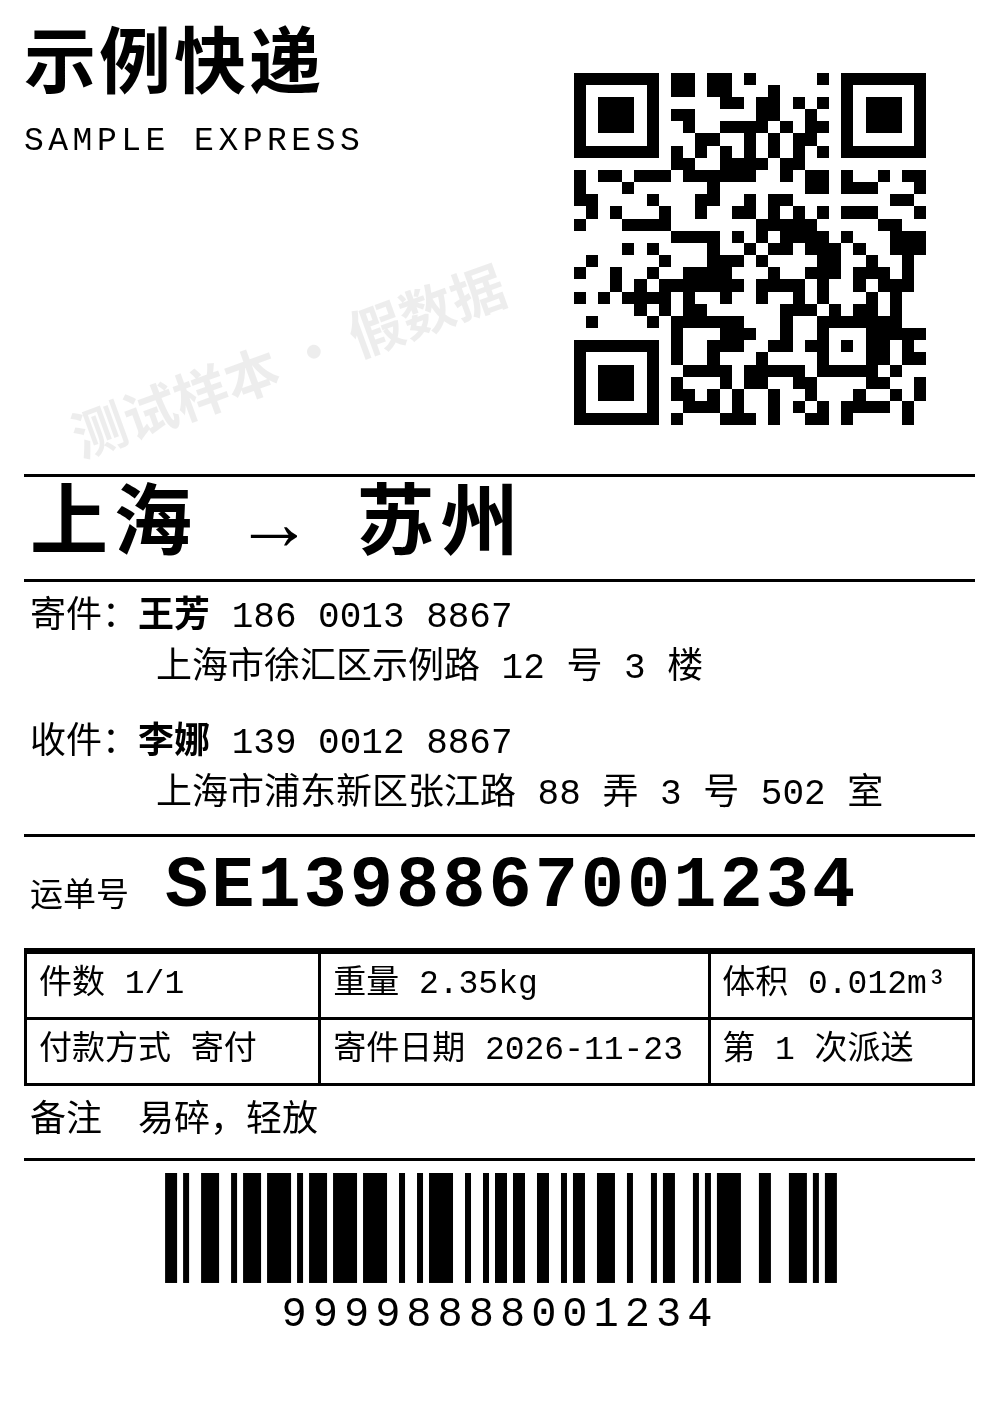 示例快递
SAMPLE EXPRESS
测试样本 · 假数据
上海 → 苏州
寄件：王芳 186 0013 8867
上海市徐汇区示例路 12 号 3 楼
收件：李娜 139 0012 8867
上海市浦东新区张江路 88 弄 3 号 502 室
运单号 SE1398867001234
件数 1/1 重量 2.35kg 体积 0.012m³
付款方式 寄付 寄件日期 2026-11-23 第 1 次派送
备注 易碎，轻放
99998888001234